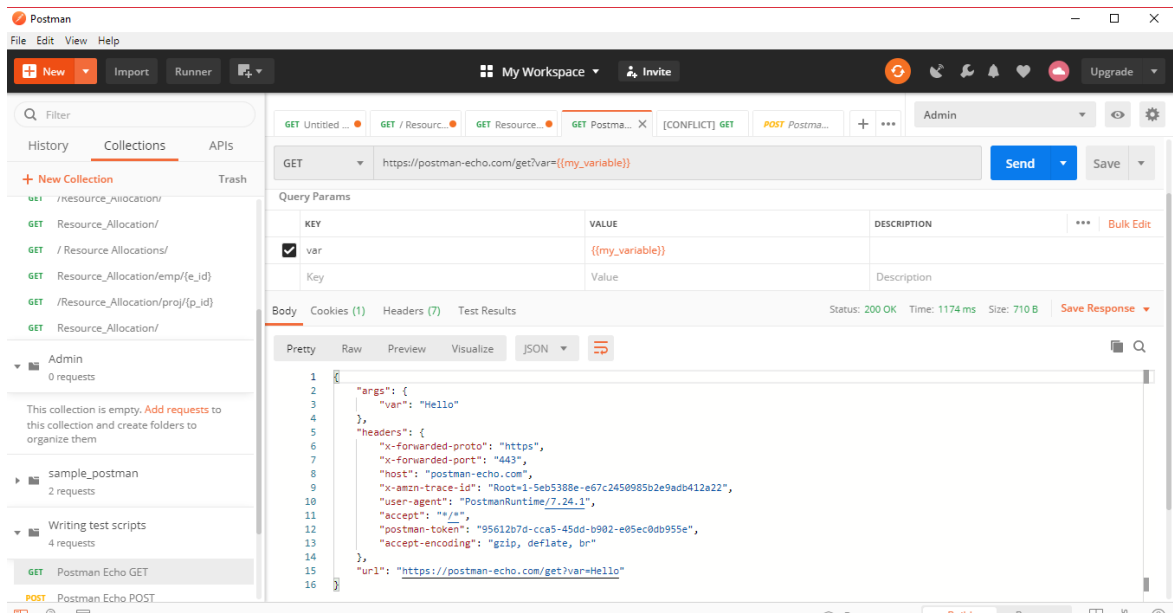 Postman
File Edit View Help
New Import Runner My Workspace Invite Upgrade
Filter
History Collections APIs
+ New Collection Trash
GET /Resource_Allocation/
GET Resource_Allocation/
GET / Resource Allocations/
GET Resource_Allocation/emp/{e_id}
GET /Resource_Allocation/proj/{p_id}
GET Resource_Allocation/
Admin
0 requests
This collection is empty. Add requests to
this collection and create folders to
organize them
sample_postman
2 requests
Writing test scripts
4 requests
GET Postman Echo GET
POST Postman Echo POST
GET Untitled ... GET / Resourc... GET Resource... GET Postma... X [CONFLICT] GET POST Postma... + ... Admin
GET https://postman-echo.com/get?var={{my_variable}} Send Save
Query Params
KEY VALUE DESCRIPTION ... Bulk Edit
var {{my_variable}}
Key Value Description
Body Cookies (1) Headers (7) Test Results Status: 200 OK Time: 1174 ms Size: 710 B Save Response
Pretty Raw Preview Visualize JSON
1 {
2 "args": {
3 "var": "Hello"
4 },
5 "headers": {
6 "x-forwarded-proto": "https",
7 "x-forwarded-port": "443",
8 "host": "postman-echo.com",
9 "x-amzn-trace-id": "Root=1-5eb5388e-e67c2450985b2e9adb412a22",
10 "user-agent": "PostmanRuntime/7.24.1",
11 "accept": "*/*",
12 "postman-token": "95612b7d-cca5-45dd-b902-e05ec0db955e",
13 "accept-encoding": "gzip, deflate, br"
14 },
15 "url": "https://postman-echo.com/get?var=Hello"
16 }